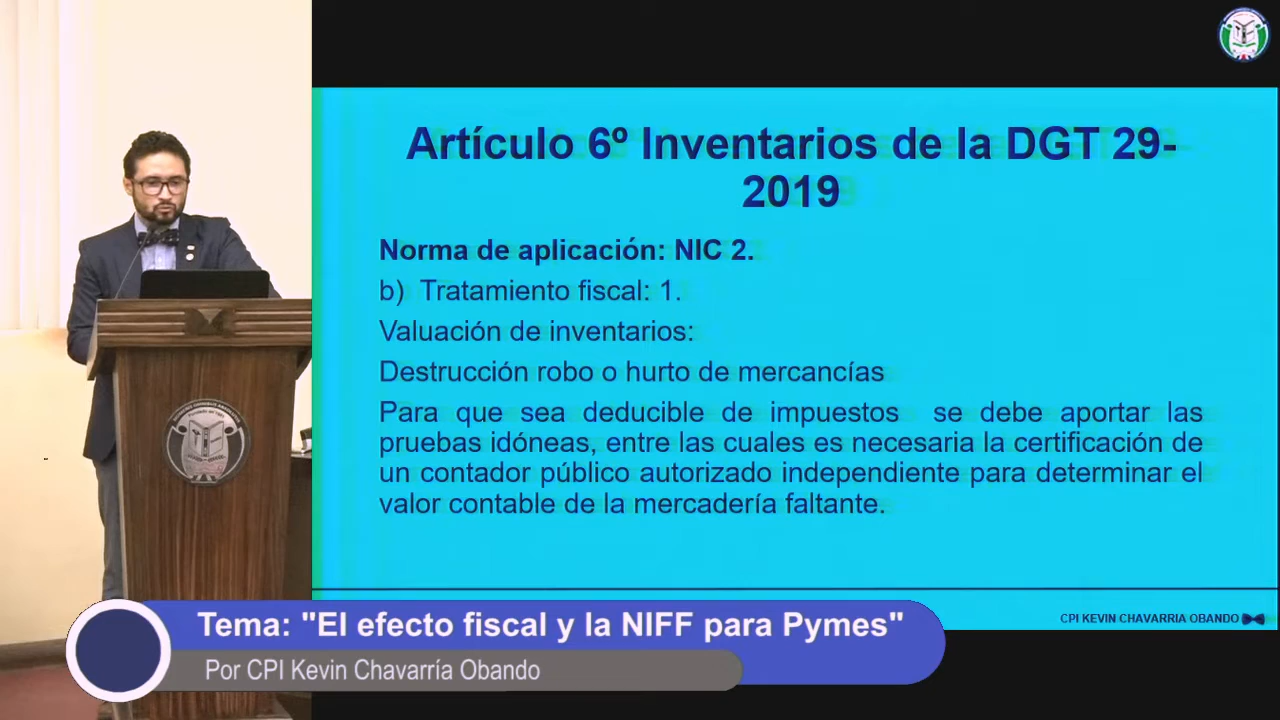 Artículo 6º Inventarios de la DGT 29-
2019
Norma de aplicación: NIC 2.
b) Tratamiento fiscal: 1.
Valuación de inventarios:
Destrucción robo o hurto de mercancías
Para que sea deducible de impuestos se debe aportar las
pruebas idóneas, entre las cuales es necesaria la certificación de
un contador público autorizado independiente para determinar el
valor contable de la mercadería faltante.
CPI KEVIN CHAVARRIA OBANDO
Tema: "El efecto fiscal y la NIFF para Pymes"
Por CPI Kevin Chavarría Obando